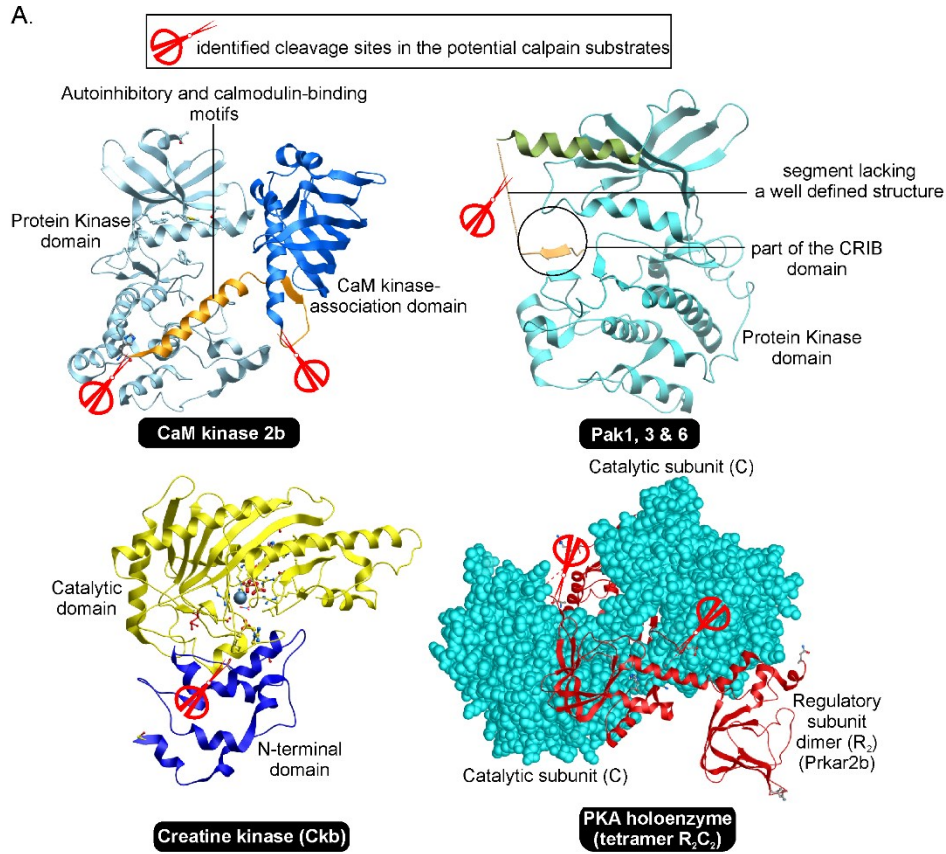 A.
identified cleavage sites in the potential calpain substrates
Autoinhibitory and calmodulin-binding
motifs
Protein Kinase
domain
CaM kinase-
association domain
CaM kinase 2b
segment lacking
a well defined structure
part of the CRIB
domain
Protein Kinase
domain
Pak1, 3 & 6
Catalytic
domain
N-terminal
domain
Creatine kinase (Ckb)
Catalytic subunit (C)
Regulatory
subunit
dimer (R₂)
(Prkar2b)
Catalytic subunit (C)
PKA holoenzyme
(tetramer R₂C₂)